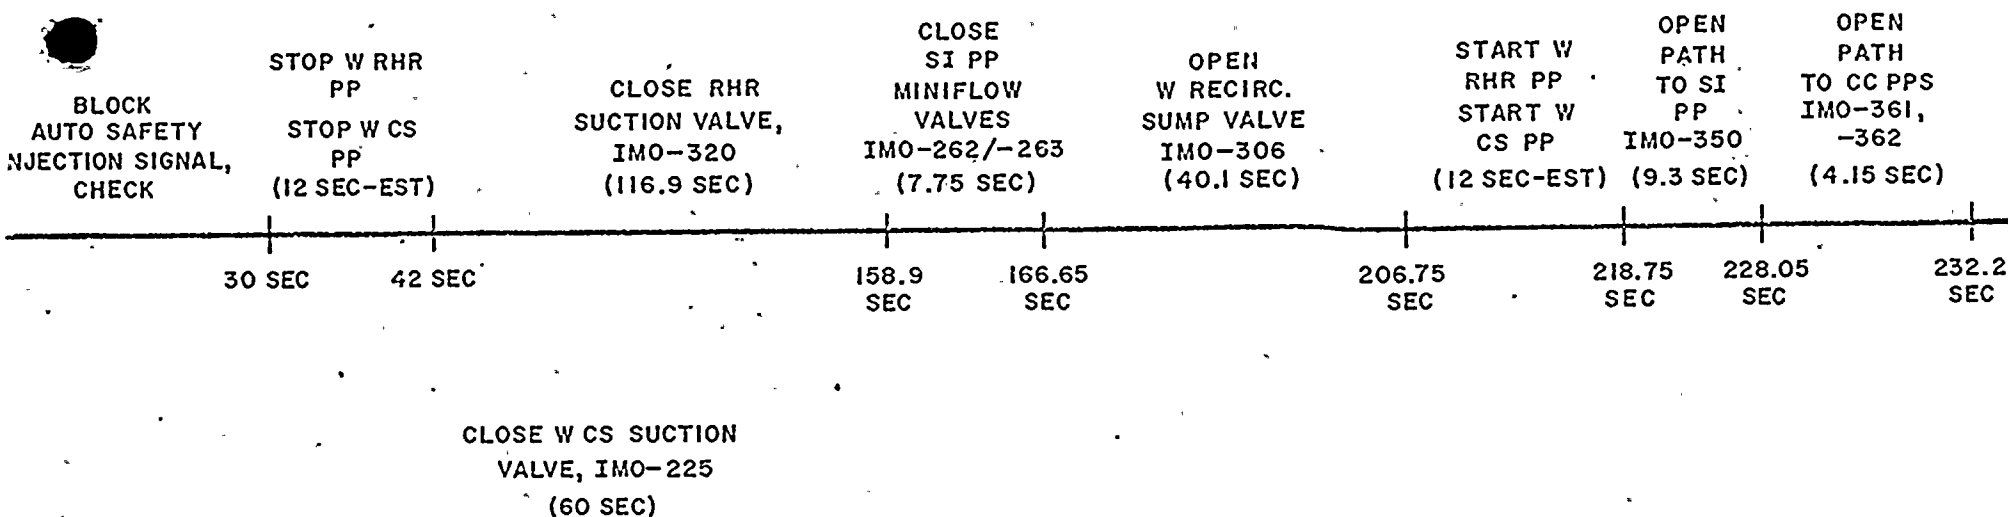 BLOCK
AUTO SAFETY
NJECTION SIGNAL,
CHECK
STOP W RHR
PP
STOP W CS
PP
(12 SEC-EST)
CLOSE RHR
SUCTION VALVE,
IMO-320
(116.9 SEC)
CLOSE
SI PP
MINIFLOW
VALVES
IMO-262/-263
(7.75 SEC)
OPEN
W RECIRC.
SUMP VALVE
IMO-306
(40.1 SEC)
START W
RHR PP
START W
CS PP
(12 SEC-EST)
OPEN
PATH
TO SI
PP
IMO-350
(9.3 SEC)
OPEN
PATH
TO CC PPS
IMO-361,
-362
(4.15 SEC)
30 SEC
42 SEC
158.9
SEC
166.65
SEC
206.75
SEC
218.75
SEC
228.05
SEC
232.2
SEC
CLOSE W CS SUCTION
VALVE, IMO-225
(60 SEC)